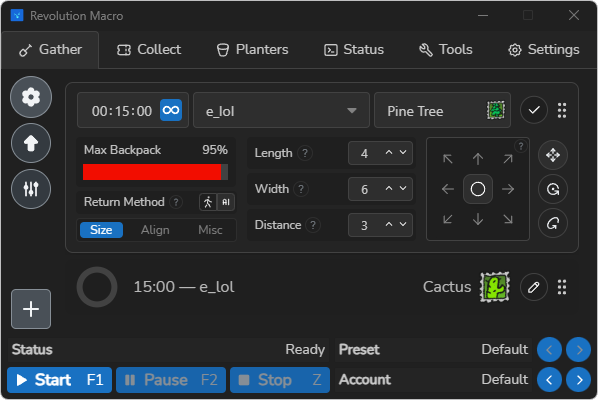 Revolution Macro
Gather Collect Planters Status Tools Settings
00:15:00 e_lol Pine Tree
Max Backpack 95%
Return Method ? AI
Size Align Misc
Length ? 4
Width ? 6
Distance ? 3
?
15:00 — e_lol Cactus
Status Ready Preset Default
Start F1 Pause F2 Stop Z Account Default